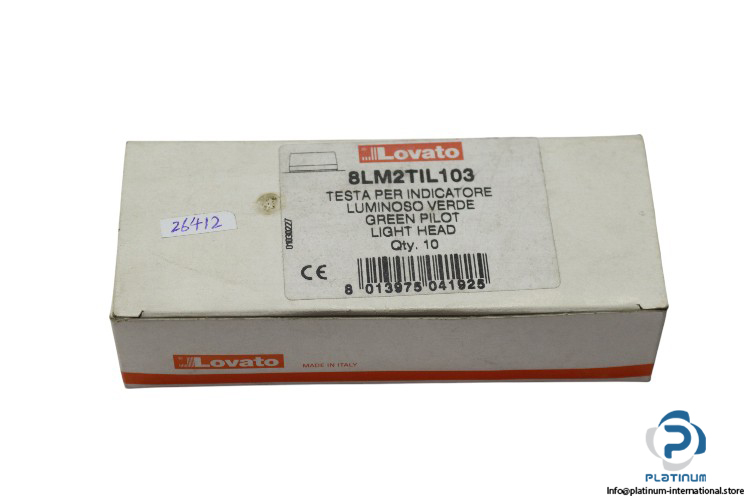 Lovato
8LM2TIL103
TESTA PER INDICATORE
LUMINOSO VERDE
GREEN PILOT
LIGHT HEAD
Qty. 10
01030227
26412
CE
8 013975 041925
Lovato
MADE IN ITALY
PLATINUM
Info@platinum-international.store